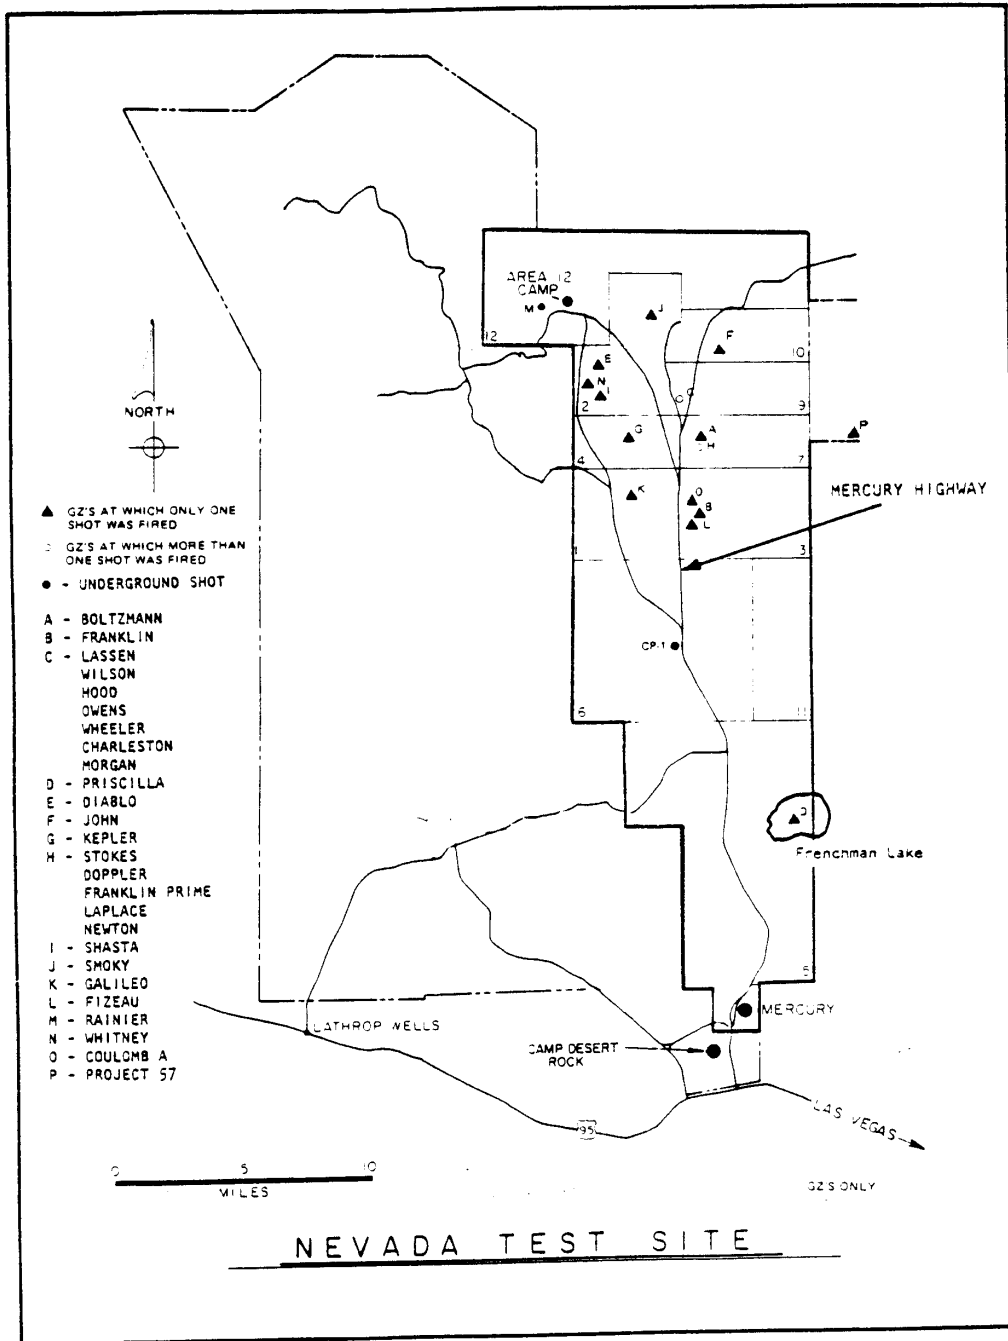 AREA 12
CAMP
M
J
12
F
10
E
N
I
2
C
9
G
A
H
P
4
7
NORTH
K
O
B
L
MERCURY HIGHWAY
▲ GZ'S AT WHICH ONLY ONE
SHOT WAS FIRED
GZ'S AT WHICH MORE THAN
ONE SHOT WAS FIRED
● - UNDERGROUND SHOT
1
3
A - BOLTZMANN
B - FRANKLIN
C - LASSEN
WILSON
HOOD
OWENS
WHEELER
CHARLESTON
MORGAN
D - PRISCILLA
E - DIABLO
F - JOHN
G - KEPLER
H - STOKES
DOPPLER
FRANKLIN PRIME
LAPLACE
NEWTON
I - SHASTA
J - SMOKY
K - GALILEO
L - FIZEAU
M - RAINIER
N - WHITNEY
O - COULOMB A
P - PROJECT 57
CP-1
6
11
D
Frenchman Lake
5
MERCURY
LATHROP WELLS
CAMP DESERT
ROCK
95
LAS VEGAS
0 5 10
MILES
GZ'S ONLY
NEVADA TEST SITE